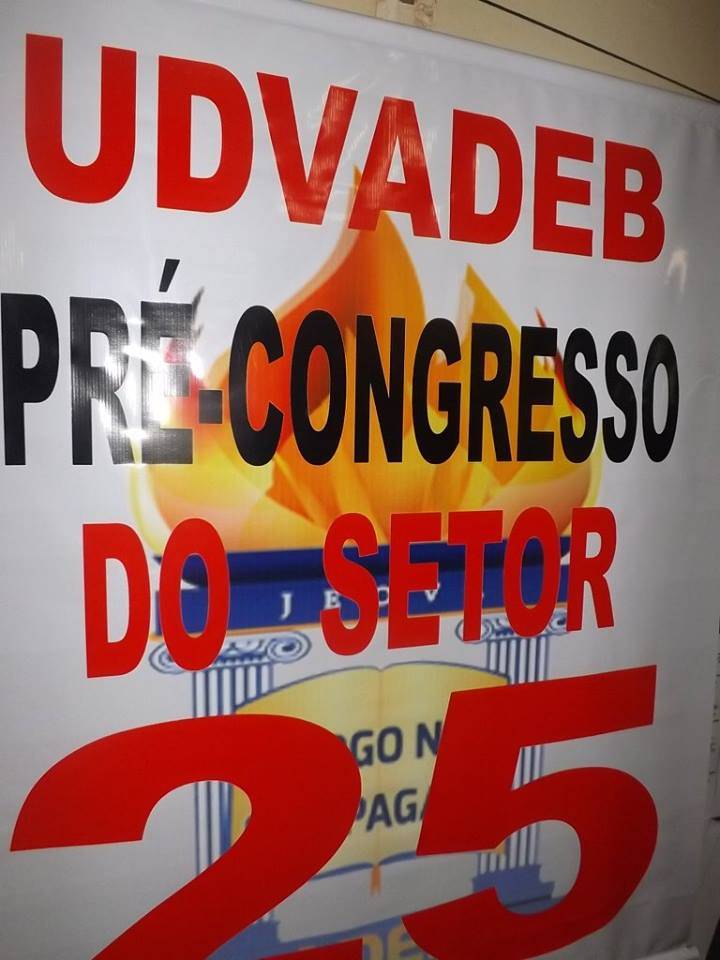 UDVADEB
PRÉ-CONGRESSO
DO SETOR
25